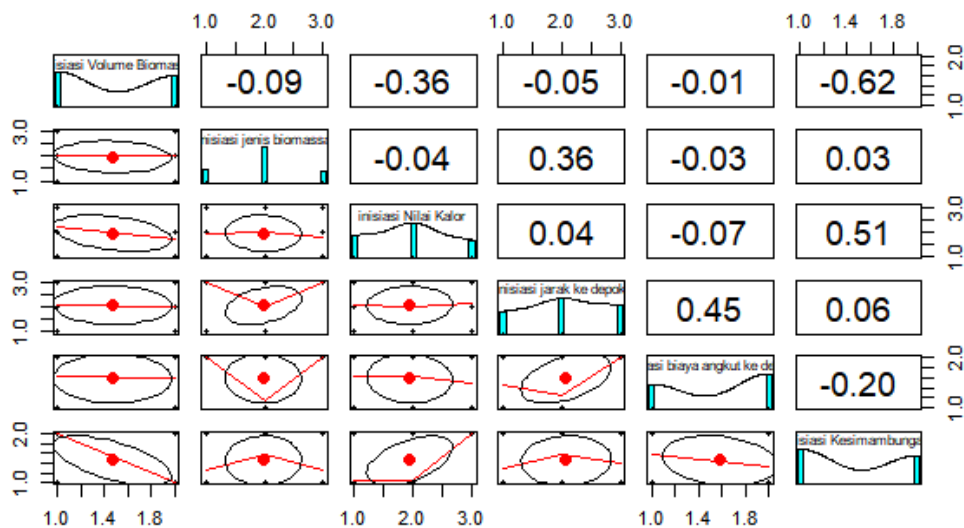 1.0 2.0 3.0 1.0 2.0 3.0 1.0 1.4 1.8
isiasi Volume Biomas -0.09 -0.36 -0.05 -0.01 -0.62 1.0 2.0
1.0 3.0 nisiasi jenis biomassa -0.04 0.36 -0.03 0.03
inisiasi Nilai Kalor 0.04 -0.07 0.51 1.0 3.0
1.0 3.0 nisiasi jarak ke depok 0.45 0.06
asi biaya angkut ke de -0.20 1.0 2.0
1.0 2.0 isiasi Kesimambunga
1.0 1.4 1.8 1.0 2.0 3.0 1.0 1.4 1.8